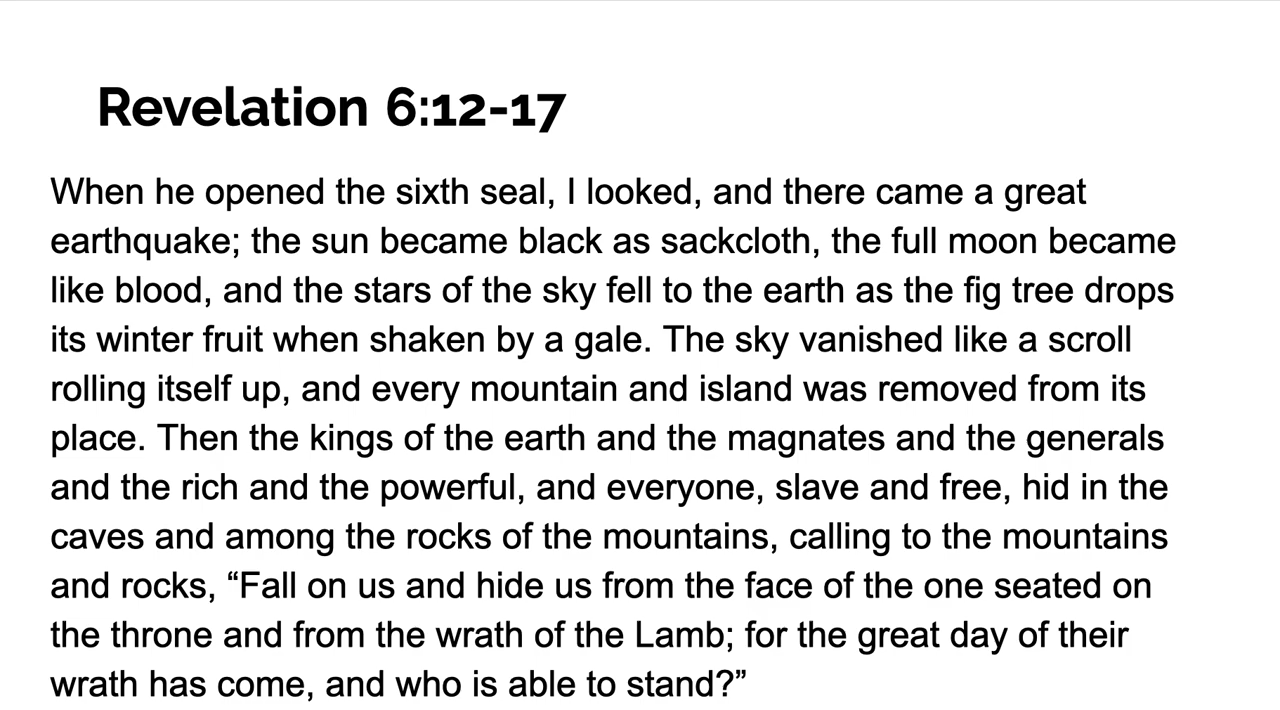 Revelation 6:12-17
When he opened the sixth seal, I looked, and there came a great
earthquake; the sun became black as sackcloth, the full moon became
like blood, and the stars of the sky fell to the earth as the fig tree drops
its winter fruit when shaken by a gale. The sky vanished like a scroll
rolling itself up, and every mountain and island was removed from its
place. Then the kings of the earth and the magnates and the generals
and the rich and the powerful, and everyone, slave and free, hid in the
caves and among the rocks of the mountains, calling to the mountains
and rocks, “Fall on us and hide us from the face of the one seated on
the throne and from the wrath of the Lamb; for the great day of their
wrath has come, and who is able to stand?”